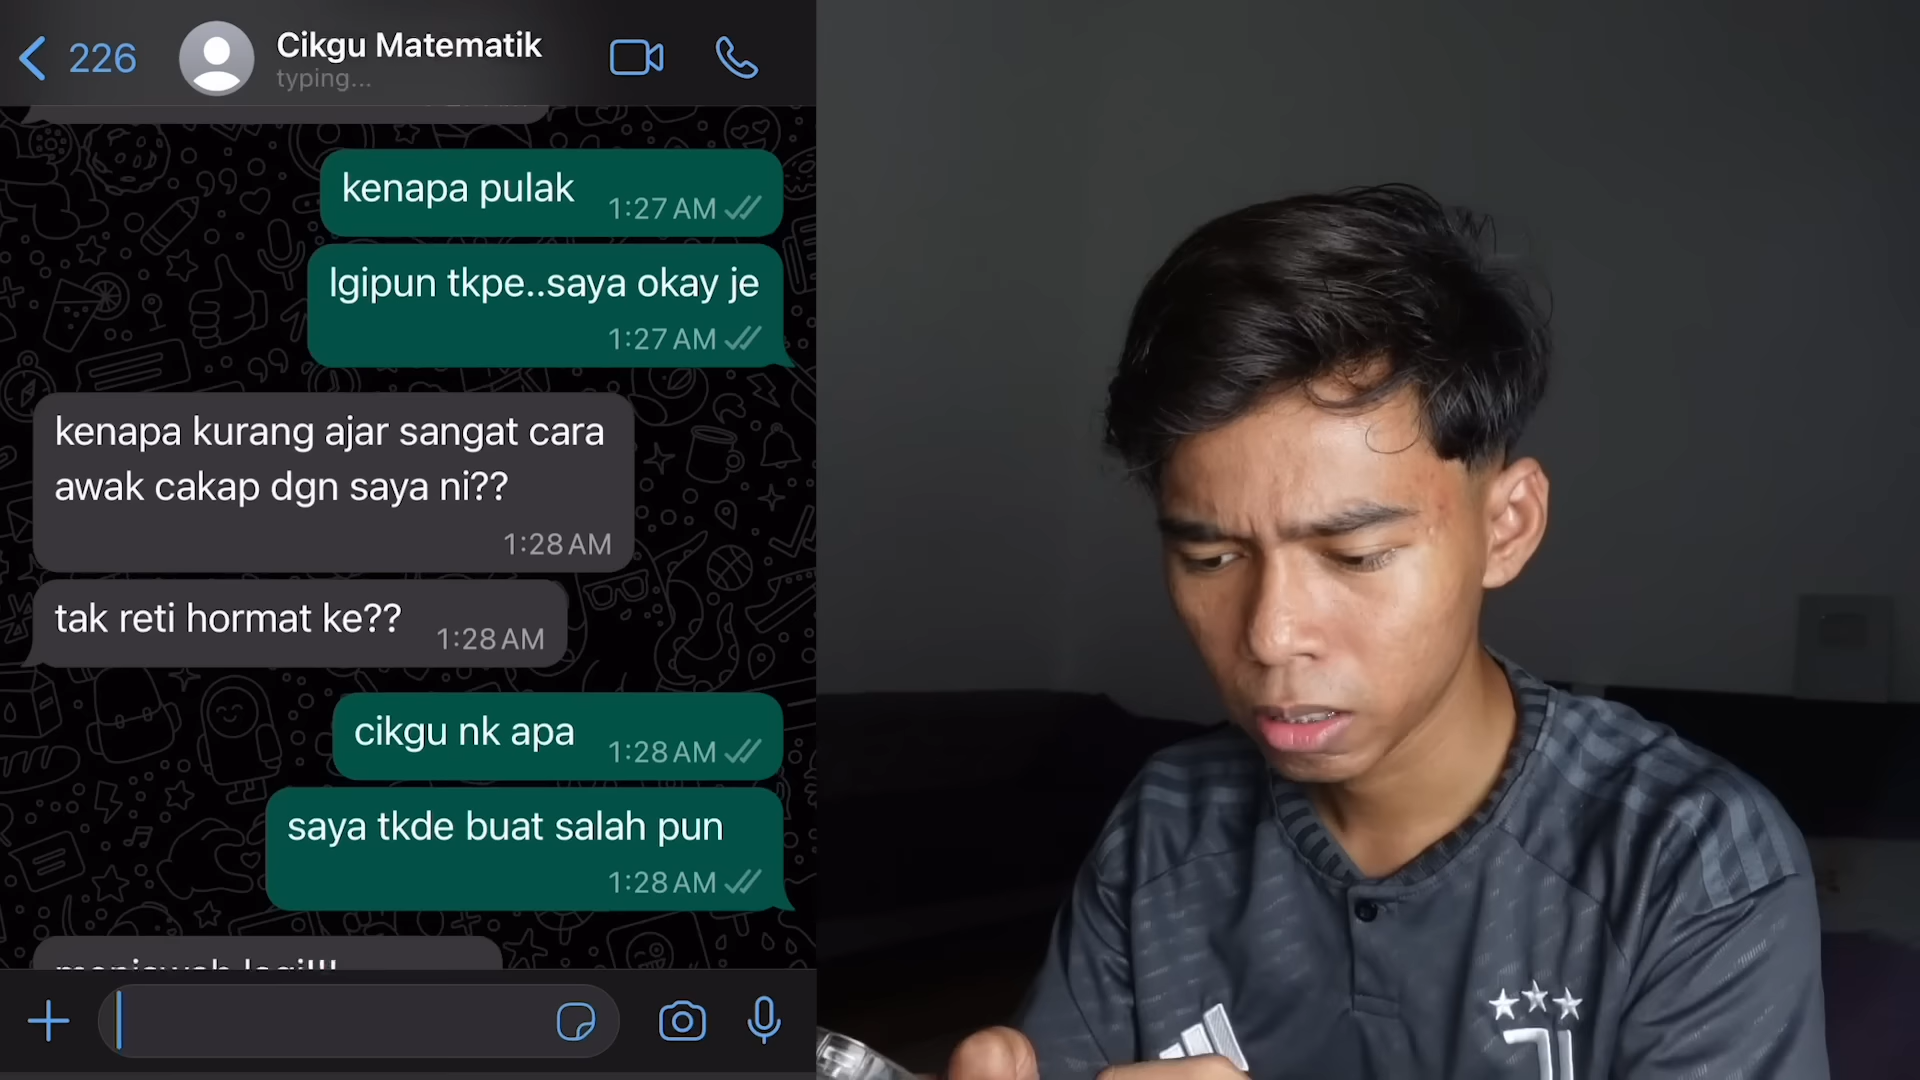 226
Cikgu Matematik
typing...
kenapa pulak
1:27 AM
lgipun tkpe..saya okay je
1:27 AM
kenapa kurang ajar sangat cara
awak cakap dgn saya ni??
1:28 AM
tak reti hormat ke??
1:28 AM
cikgu nk apa
1:28 AM
saya tkde buat salah pun
1:28 AM